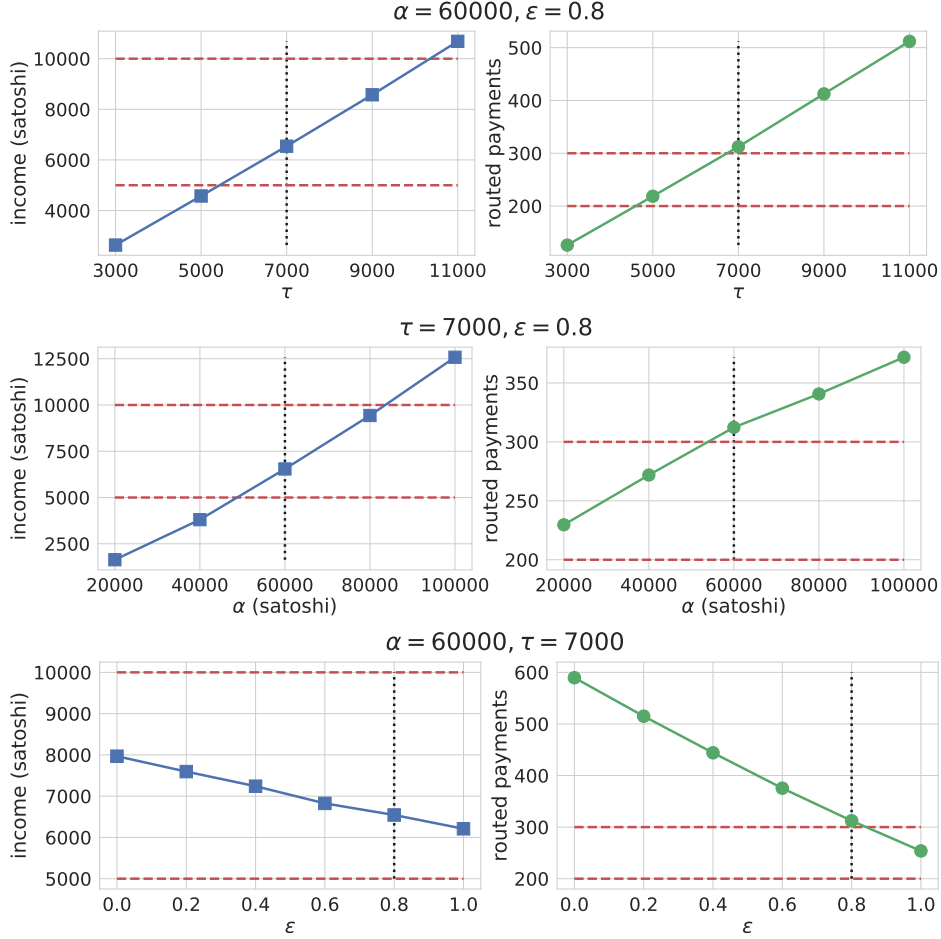 α = 60000, ε = 0.8
income (satoshi)
10000
8000
6000
4000
3000 5000 7000 9000 11000
τ
routed payments
500
400
300
200
3000 5000 7000 9000 11000
τ
τ = 7000, ε = 0.8
income (satoshi)
12500
10000
7500
5000
2500
20000 40000 60000 80000 100000
α (satoshi)
routed payments
350
300
250
200
20000 40000 60000 80000 100000
α (satoshi)
α = 60000, τ = 7000
income (satoshi)
10000
9000
8000
7000
6000
5000
0.0 0.2 0.4 0.6 0.8 1.0
ε
routed payments
600
500
400
300
200
0.0 0.2 0.4 0.6 0.8 1.0
ε